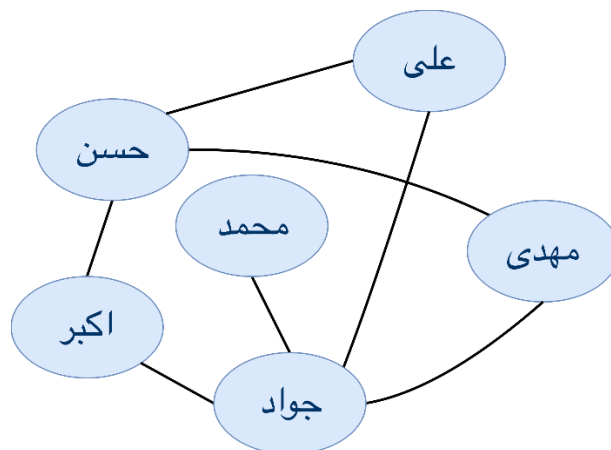 علی
حسن
محمد
مهدی
اکبر
جواد